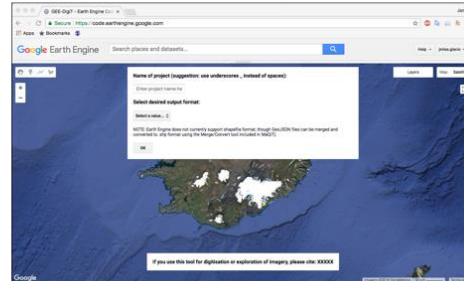 GEE-DigiT - Earth Engine Co
Secure https://code.earthengine.google.com
Apps Bookmarks
Google Earth Engine Search places and datasets... Help
Name of project (suggestion: use underscores _ instead of spaces):
Enter project name he
Select desired output format:
Select a value...
NOTE: Earth Engine does not currently support shapefile format, though GeoJSON files can be merged and
converted to .shp format using the Merge/Convert tool included in MaQiT).
OK
Layers Map
If you use this tool for digitisation or exploration of imagery, please cite: XXXXX
Google